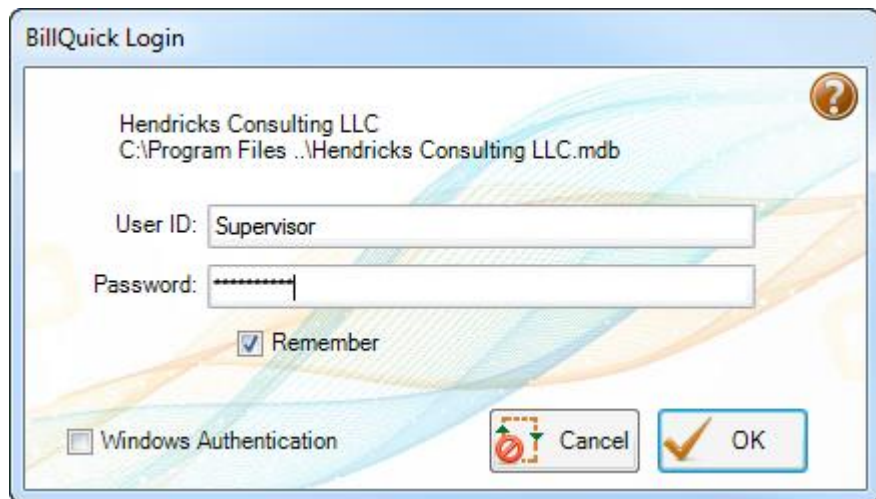 BillQuick Login
Hendricks Consulting LLC
C:\Program Files ..\Hendricks Consulting LLC.mdb
User ID: Supervisor
Password: **********
Remember
Windows Authentication
Cancel
OK